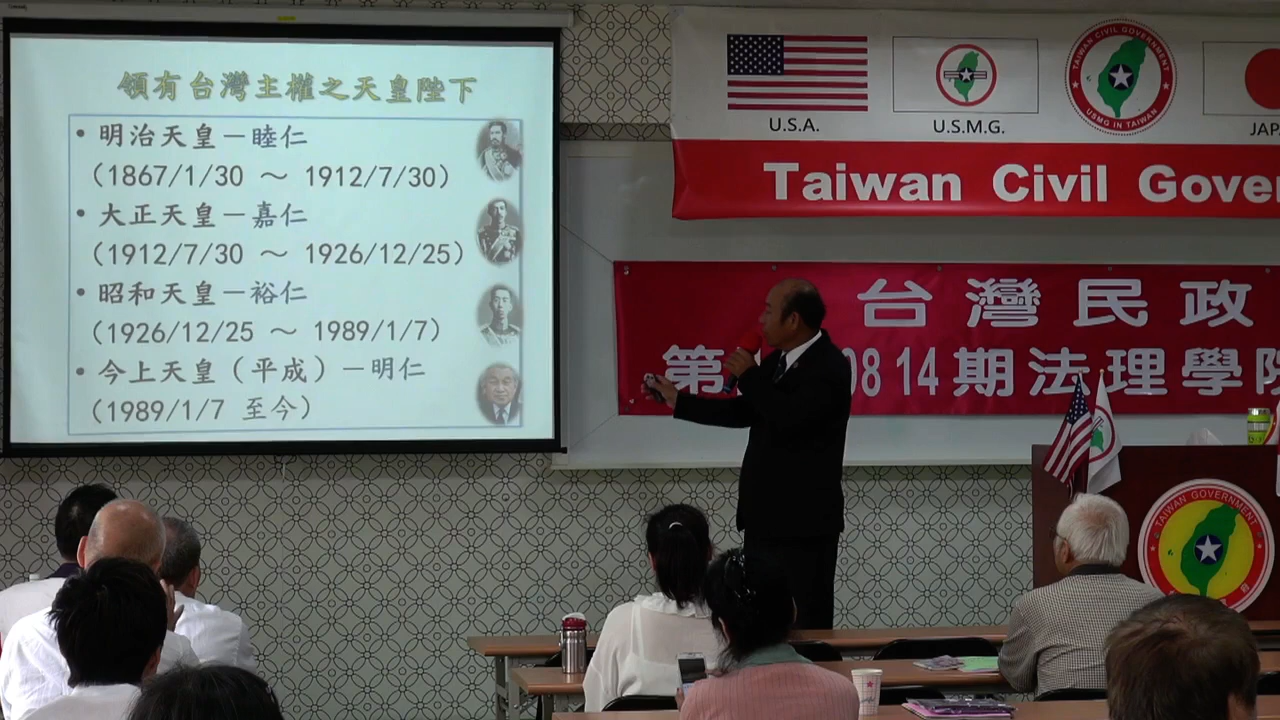 領有台灣主權之天皇陛下
• 明治天皇－睦仁
（1867/1/30 ～ 1912/7/30）
• 大正天皇－嘉仁
（1912/7/30 ～ 1926/12/25）
• 昭和天皇－裕仁
（1926/12/25 ～ 1989/1/7）
• 今上天皇（平成）－明仁
（1989/1/7 至今）
U.S.A.
U.S.M.G.
TAIWAN CIVIL GOVERNMENT
USMG IN TAIWAN
JAP
Taiwan Civil Gover
台灣民政
第 08 14 期法理學院
TAIWAN GOVERNMENT